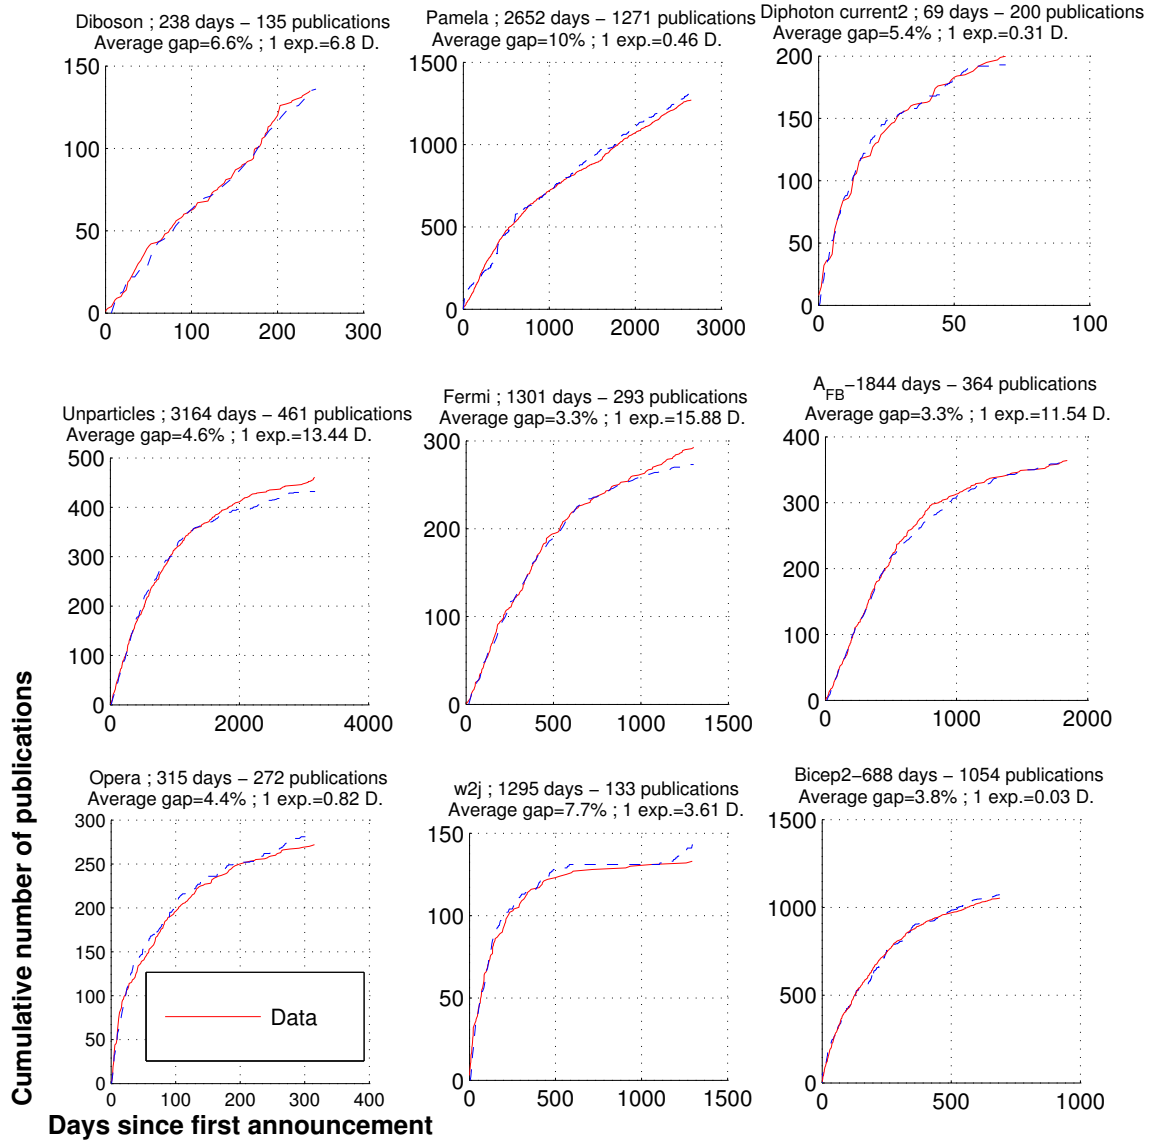 Diboson ; 238 days − 135 publications
Average gap=6.6% ; 1 exp.=6.8 D.
150
100
50
0
0 100 200 300
Pamela ; 2652 days − 1271 publications
Average gap=10% ; 1 exp.=0.46 D.
1500
1000
500
0
0 1000 2000 3000
Diphoton current2 ; 69 days − 200 publications
Average gap=5.4% ; 1 exp.=0.31 D.
200
150
100
50
0
0 50 100
Unparticles ; 3164 days − 461 publications
Average gap=4.6% ; 1 exp.=13.44 D.
500
400
300
200
100
0
0 2000 4000
Fermi ; 1301 days − 293 publications
Average gap=3.3% ; 1 exp.=15.88 D.
300
200
100
0
0 500 1000 1500
A_FB−1844 days − 364 publications
Average gap=3.3% ; 1 exp.=11.54 D.
400
300
200
100
0
0 1000 2000
Opera ; 315 days − 272 publications
Average gap=4.4% ; 1 exp.=0.82 D.
300
250
200
150
100
50
0
0 100 200 300 400
Data
w2j ; 1295 days − 133 publications
Average gap=7.7% ; 1 exp.=3.61 D.
150
100
50
0
0 500 1000 1500
Bicep2−688 days − 1054 publications
Average gap=3.8% ; 1 exp.=0.03 D.
1500
1000
500
0
0 500 1000
Cumulative number of publications
Days since first announcement